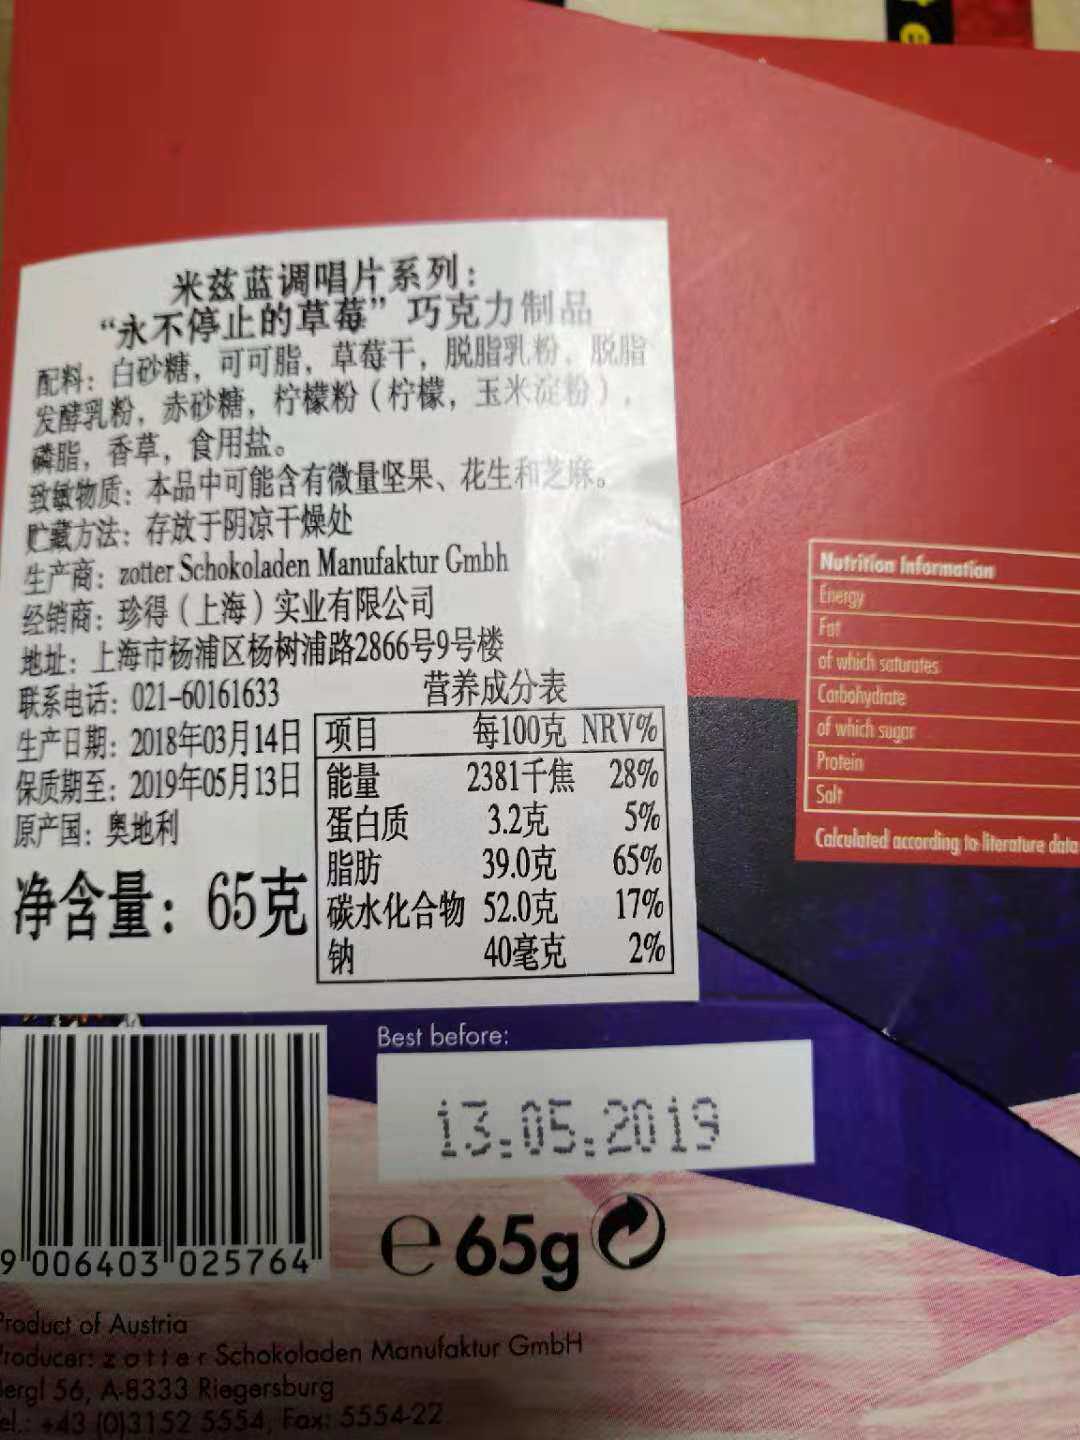 米兹蓝调唱片系列：
“永不停止的草莓”巧克力制品
配料：白砂糖，可可脂，草莓干，脱脂乳粉，脱脂
发酵乳粉，赤砂糖，柠檬粉（柠檬，玉米淀粉），
磷脂，香草，食用盐。
致敏物质：本品中可能含有微量坚果、花生和芝麻。
贮藏方法：存放于阴凉干燥处
生产商：zotter Schokoladen Manufaktur Gmbh
经销商：珍得（上海）实业有限公司
地址：上海市杨浦区杨树浦路2866号9号楼
联系电话：021-60161633
生产日期：2018年03月14日
保质期至：2019年05月13日
原产国：奥地利
净含量：65克
营养成分表
项目 每100克 NRV%
能量 2381千焦 28%
蛋白质 3.2克 5%
脂肪 39.0克 65%
碳水化合物 52.0克 17%
钠 40毫克 2%
Nutrition Information
Energy
Fat
of which saturates
Carbohydrate
of which sugar
Protein
Salt
Calculated according to literature data
Best before:
13.05.2019
e 65g
9 006403 025764
Product of Austria
Producer: zotter Schokoladen Manufaktur GmbH
Bergl 56, A-8333 Riegersburg
Tel.: +43 (0)3152 5554, Fax: 5554-22